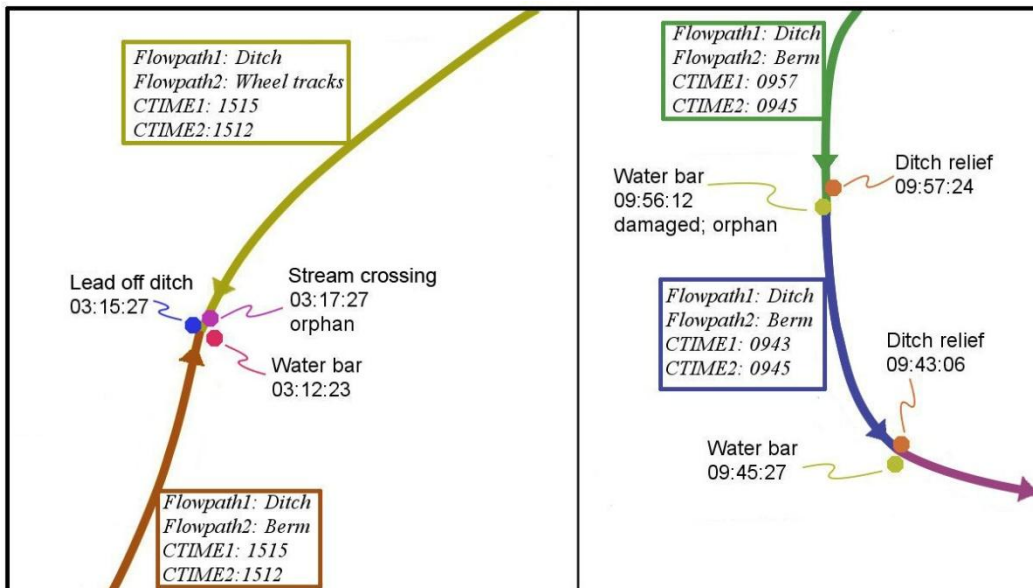 Flowpath1: Ditch
Flowpath2: Wheel tracks
CTIME1: 1515
CTIME2:1512
Lead off ditch
03:15:27
Stream crossing
03:17:27
orphan
Water bar
03:12:23
Flowpath1: Ditch
Flowpath2: Berm
CTIME1: 1515
CTIME2:1512
Flowpath1: Ditch
Flowpath2: Berm
CTIME1: 0957
CTIME2: 0945
Water bar
09:56:12
damaged; orphan
Ditch relief
09:57:24
Flowpath1: Ditch
Flowpath2: Berm
CTIME1: 0943
CTIME2: 0945
Ditch relief
09:43:06
Water bar
09:45:27